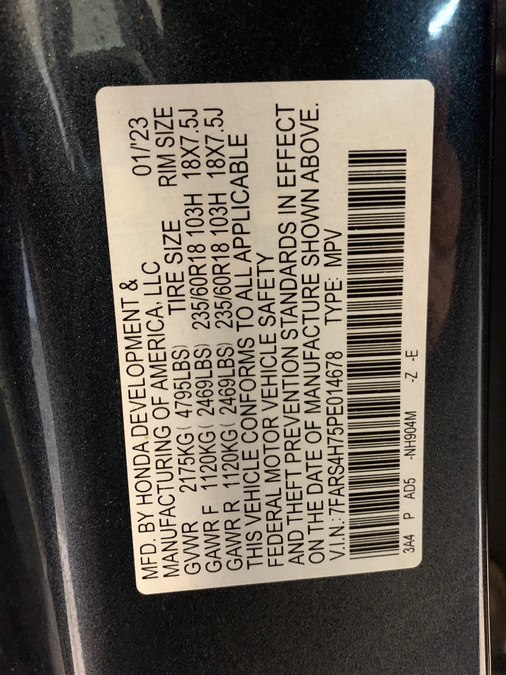 MFD. BY HONDA DEVELOPMENT &
MANUFACTURING OF AMERICA, LLC 01/'23
GVWR 2175KG( 4795LBS) TIRE SIZE RIM SIZE
GAWR F 1120KG( 2469LBS) 235/60R18 103H 18X7.5J
GAWR R 1120KG( 2469LBS) 235/60R18 103H 18X7.5J
THIS VEHICLE CONFORMS TO ALL APPLICABLE
FEDERAL MOTOR VEHICLE SAFETY
AND THEFT PREVENTION STANDARDS IN EFFECT
ON THE DATE OF MANUFACTURE SHOWN ABOVE.
V.I.N.: 7FARS4H75PE014678 TYPE: MPV
3A4 P AD5 -NH904M -Z -E